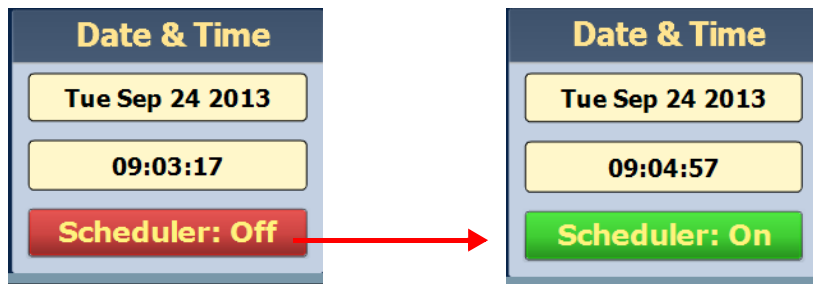 Date & Time
Tue Sep 24 2013
09:03:17
Scheduler: Off
Date & Time
Tue Sep 24 2013
09:04:57
Scheduler: On